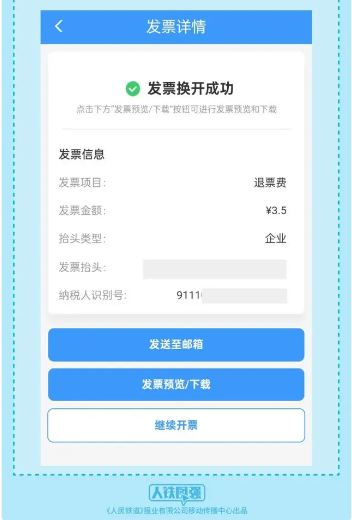 发票详情
发票换开成功
点击下方"发票预览/下载"按钮可进行发票预览和下载
发票信息
发票项目: 退票费
发票金额: ¥3.5
抬头类型: 企业
发票抬头:
纳税人识别号: 9111
发送至邮箱
发票预览/下载
继续开票
人铁图强
《人民铁道》报业有限公司移动传播中心出品